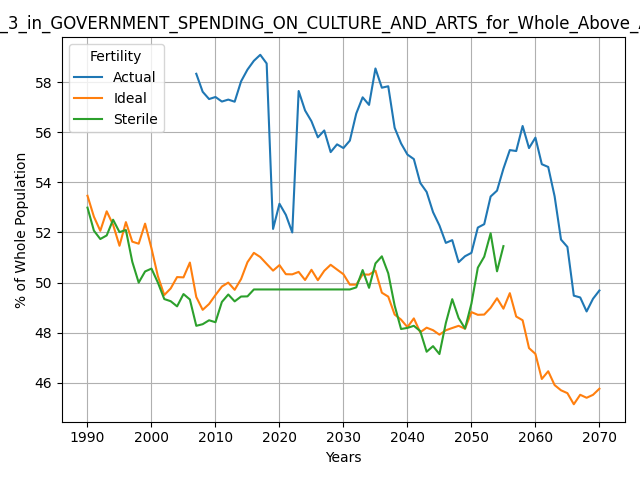 _3_in_GOVERNMENT_SPENDING_ON_CULTURE_AND_ARTS_for_Whole_Above_
Fertility
Actual
Ideal
Sterile
% of Whole Population
58
56
54
52
50
48
46
1990 2000 2010 2020 2030 2040 2050 2060 2070
Years